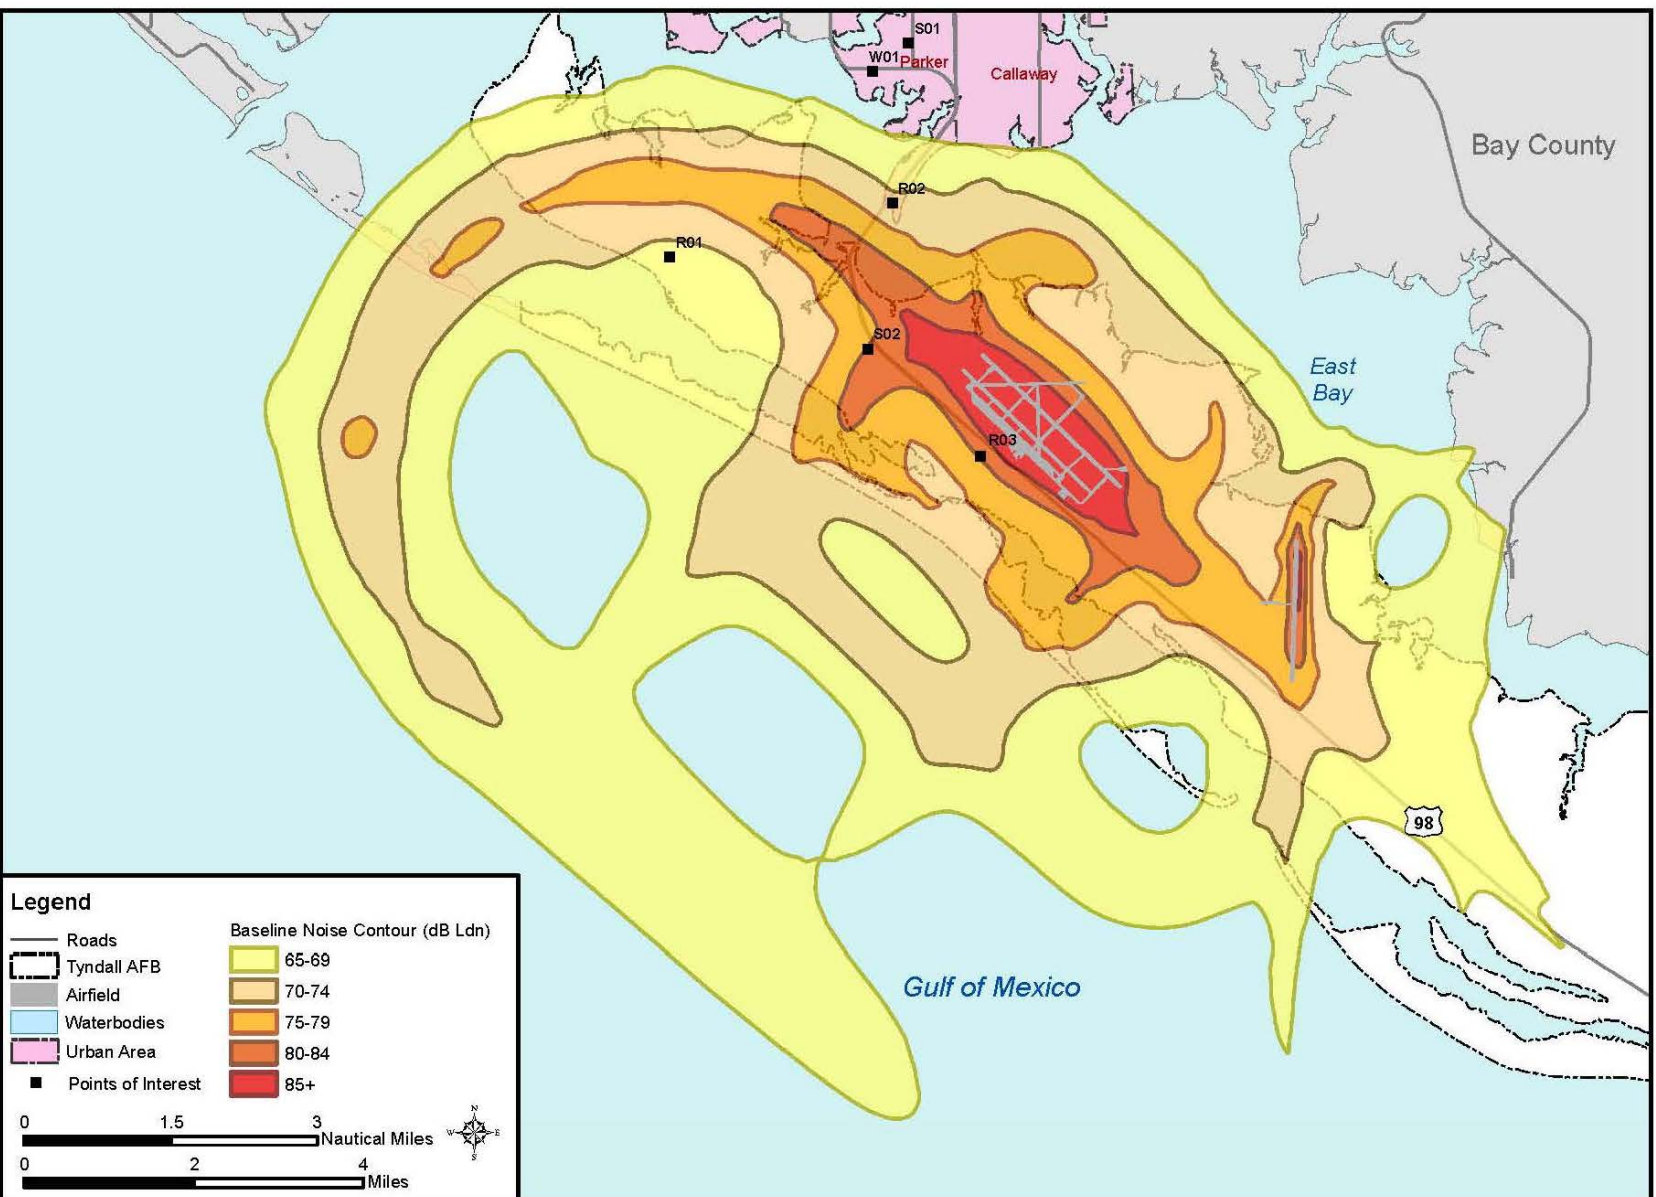 S01
W01
Parker
Callaway
Bay County
R02
R01
East
Bay
S02
R03
98
Gulf of Mexico
Legend
Roads
Tyndall AFB
Airfield
Waterbodies
Urban Area
Points of Interest
Baseline Noise Contour (dB Ldn)
65-69
70-74
75-79
80-84
85+
0 1.5 3
Nautical Miles
0 2 4
Miles
N
W E
S